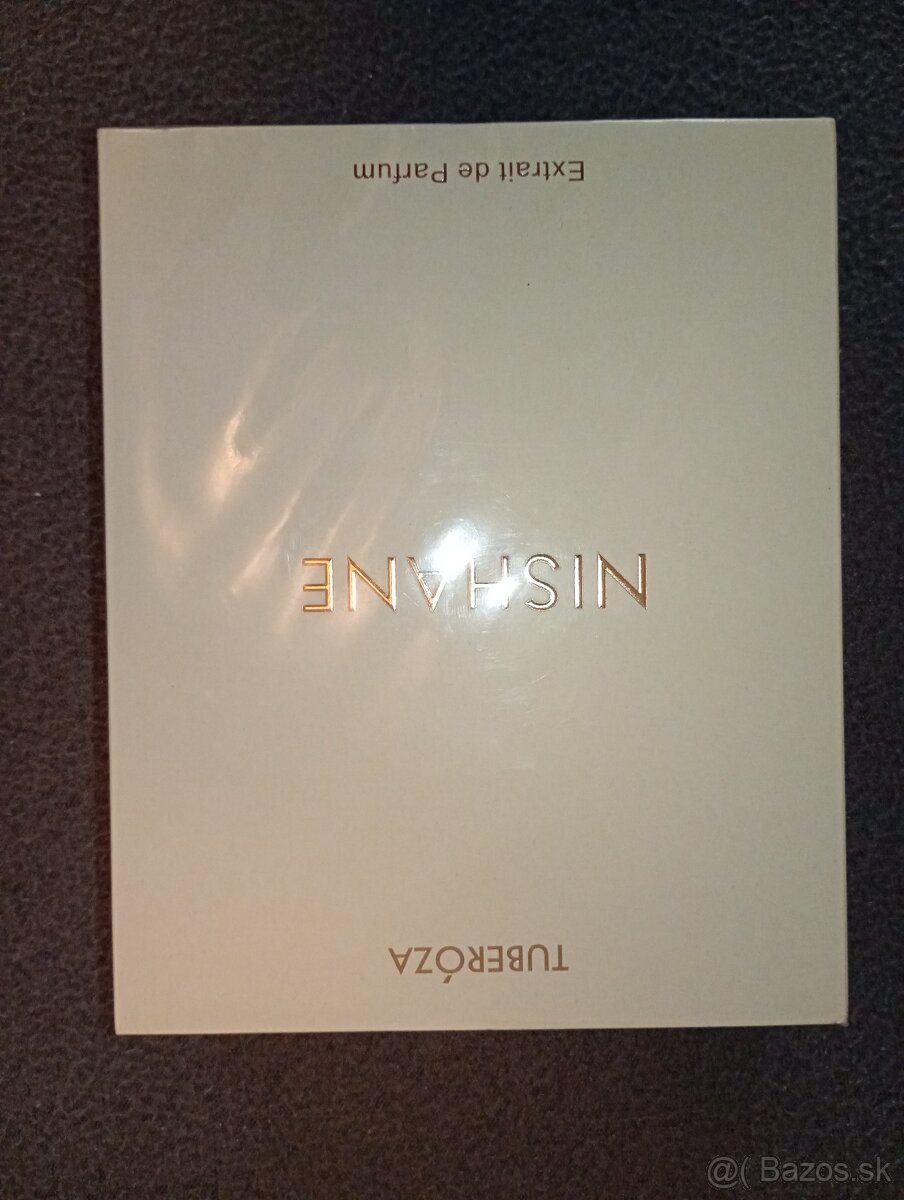 TUBERÓZA
NISHANE
Extrait de Parfum
@( Bazos.sk